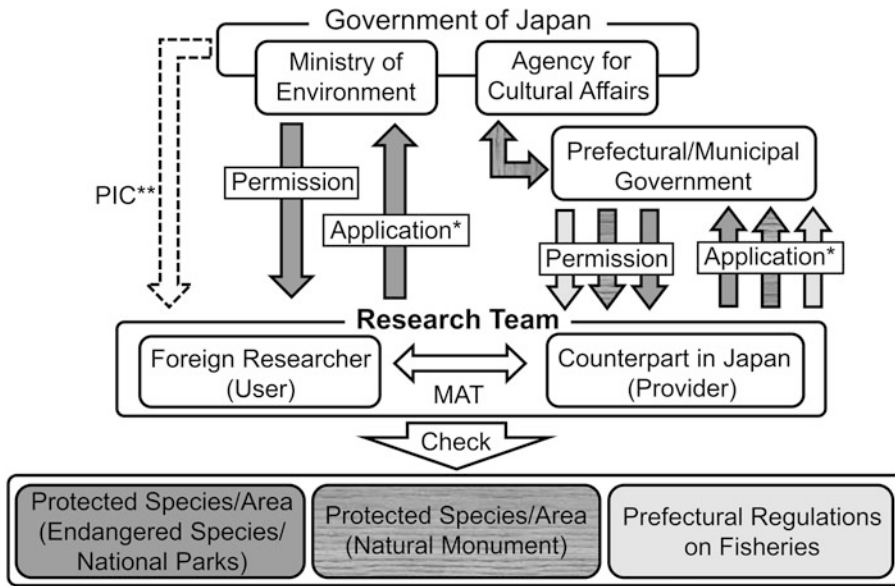 Government of Japan
Ministry of
Environment
Agency for
Cultural Affairs
Prefectural/Municipal
Government
PIC**
Permission
Application*
Permission
Application*
Research Team
Foreign Researcher
(User)
MAT
Counterpart in Japan
(Provider)
Check
Protected Species/Area
(Endangered Species/
National Parks)
Protected Species/Area
(Natural Monument)
Prefectural Regulations
on Fisheries